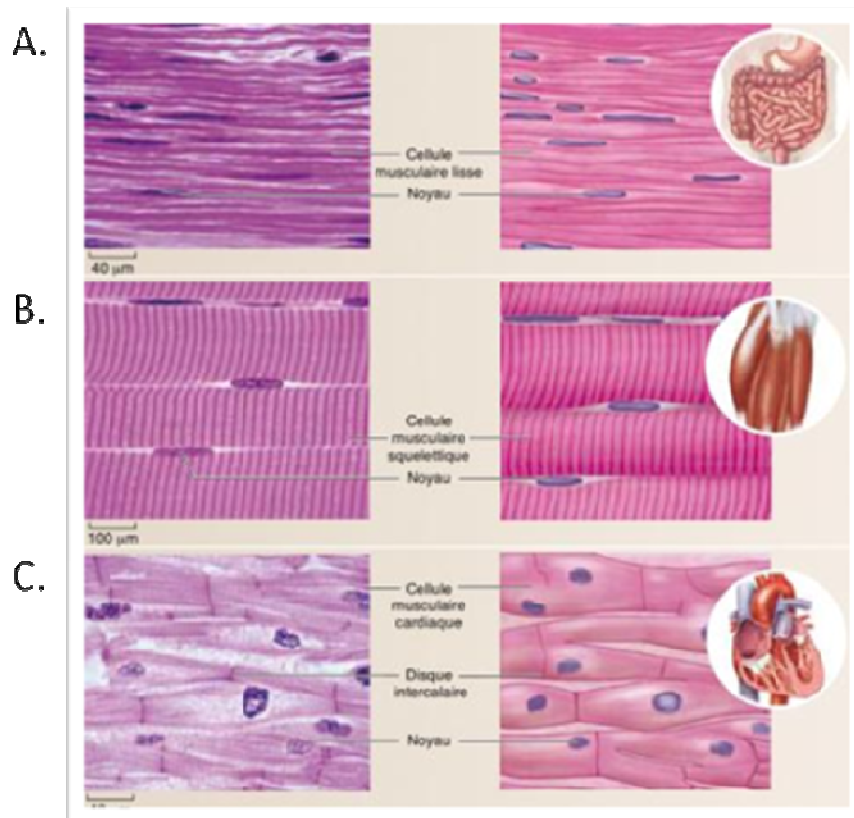 A.
Cellule
musculaire lisse
Noyau
40 µm
B.
Cellule
musculaire
squelettique
Noyau
100 µm
C.
Cellule
musculaire
cardiaque
Disque
intercalaire
Noyau